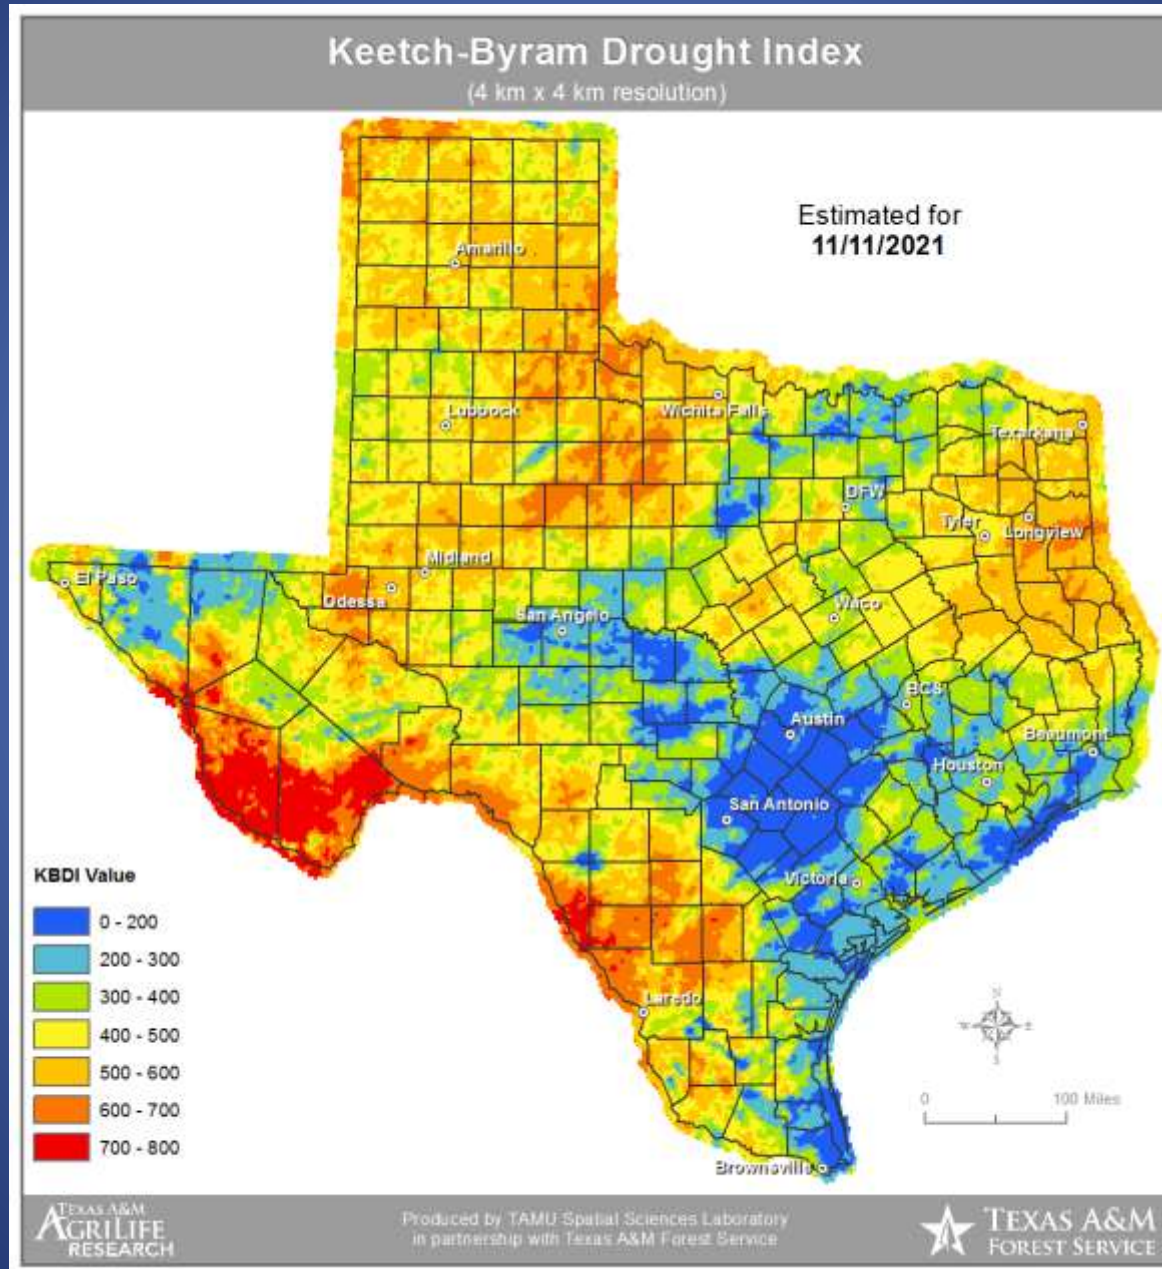 Keetch-Byram Drought Index
(4 km x 4 km resolution)
Estimated for
11/11/2021
Amarillo
Lubbock
Wichita Falls
Texarkana
DFW
Tyler
Longview
Midland
El Paso
Odessa
San Angelo
Waco
BCS
Austin
Beaumont
Houston
San Antonio
Victoria
Laredo
Brownsville
KBDI Value
0 - 200
200 - 300
300 - 400
400 - 500
500 - 600
600 - 700
700 - 800
N
W
E
S
0
100 Miles
TEXAS A&M
AGRILIFE
RESEARCH
Produced by TAMU Spatial Sciences Laboratory
in partnership with Texas A&M Forest Service
TEXAS A&M
FOREST SERVICE